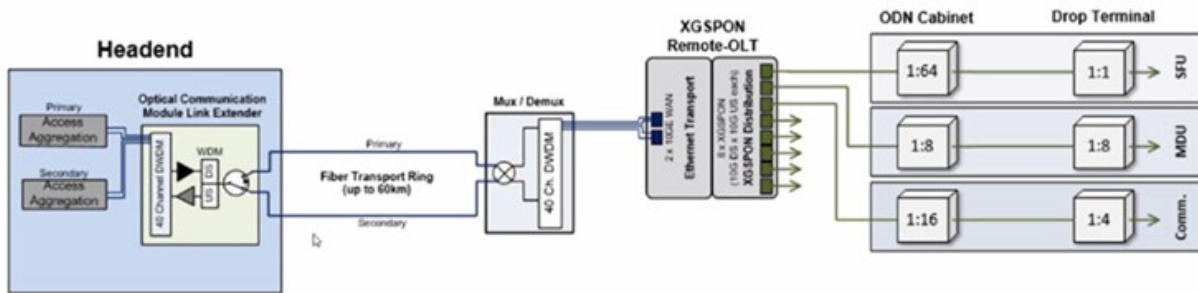 Headend
Primary
Access
Aggregation
Secondary
Access
Aggregation
Optical Communication
Module Link Extender
40 Channel DWDM
WDM
DS
US
Primary
Fiber Transport Ring
(up to 60km)
Secondary
Mux / Demux
40 Ch. DWDM
XGSPON
Remote-OLT
2 x 10GE WAN
Ethernet Transport
8 x XGSPON
(10G DS x 10G US each)
XGSPON Distribution
ODN Cabinet
Drop Terminal
1:64
1:1
SFU
1:8
1:8
MDU
1:16
1:4
Comm.